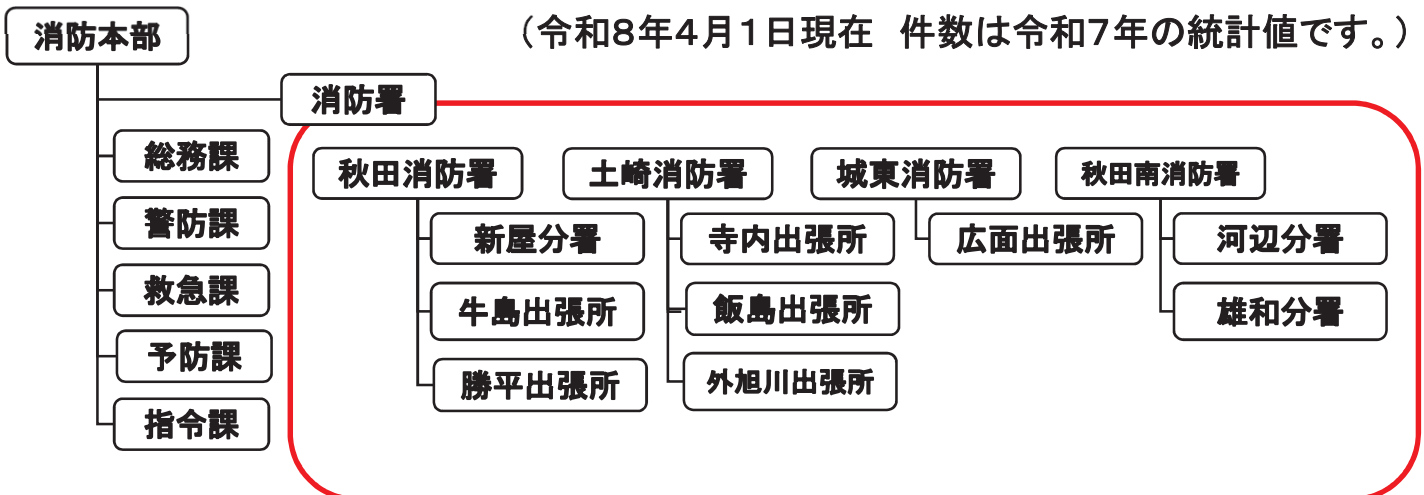 消防本部
(令和8年4月1日現在　件数は令和7年の統計値です。)
消防署
総務課
警防課
救急課
予防課
指令課
秋田消防署
新屋分署
牛島出張所
勝平出張所
土崎消防署
寺内出張所
飯島出張所
外旭川出張所
城東消防署
広面出張所
秋田南消防署
河辺分署
雄和分署